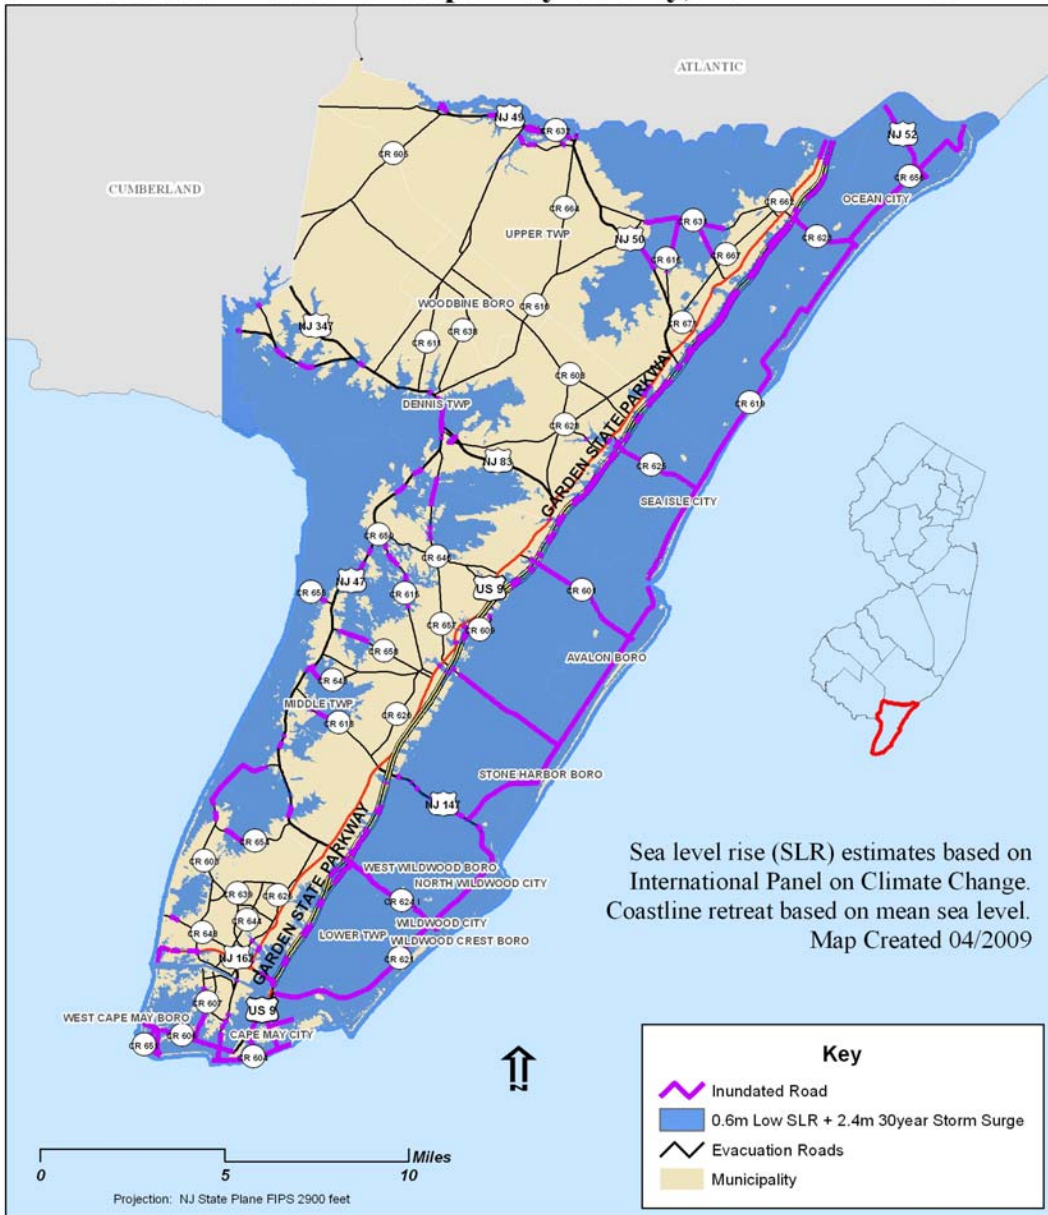 ATLANTIC
NJ 49
CR 632
NJ 52
CR 605
CR 656
CUMBERLAND
CR 662
OCEAN CITY
CR 664
CR 631
UPPER TWP
NJ 50
CR 623
CR 616
CR 667
WOODBINE BORO
CR 610
NJ 347
CR 671
CR 638
CR 611
CR 608
GARDEN STATE PARKWAY
DENNIS TWP
CR 619
CR 628
NJ 83
CR 625
SEA ISLE CITY
CR 650
CR 646
NJ 47
US 9
CR 615
CR 601
CR 657
CR 609
CR 658
AVALON BORO
MIDDLE TWP
CR 618
CR 620
STONE HARBOR BORO
NJ 147
CR 654
CR 603
WEST WILDWOOD BORO
NORTH WILDWOOD CITY
CR 639
CR 626
CR 624
GARDEN STATE PARKWAY
CR 644
WILDWOOD CITY
CR 648
LOWER TWP
WILDWOOD CREST BORO
NJ 162
CR 621
CR 607
US 9
WEST CAPE MAY BORO
CAPE MAY CITY
CR 651
CR 604
Sea level rise (SLR) estimates based on
International Panel on Climate Change.
Coastline retreat based on mean sea level.
Map Created 04/2009
N
Key
Inundated Road
0.6m Low SLR + 2.4m 30year Storm Surge
Evacuation Roads
Municipality
Miles
0 5 10
Projection: NJ State Plane FIPS 2900 feet